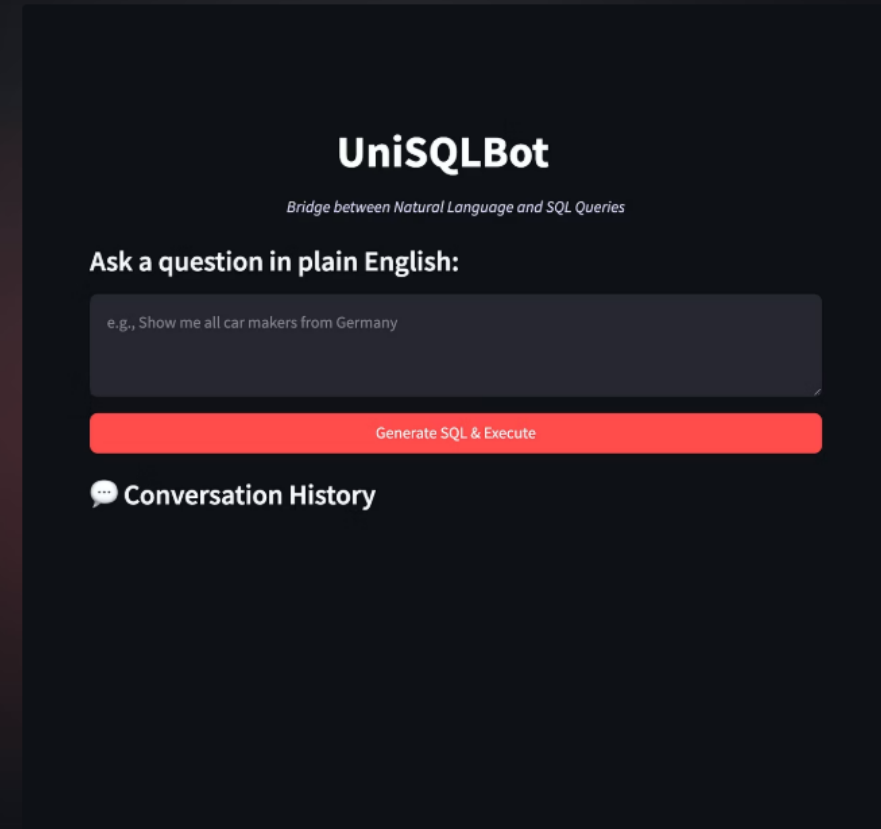 UniSQLBot
Bridge between Natural Language and SQL Queries
Ask a question in plain English:
e.g., Show me all car makers from Germany
Generate SQL & Execute
💬 Conversation History